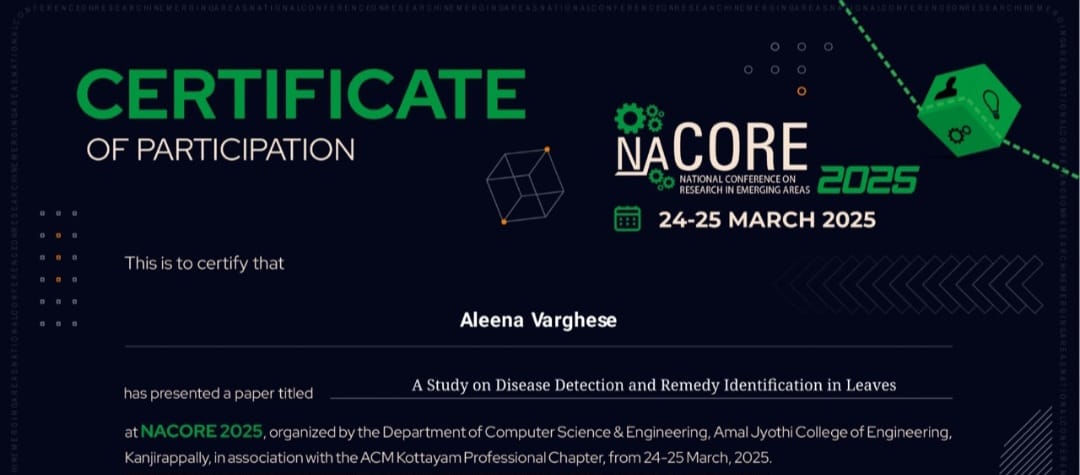 CERTIFICATE
OF PARTICIPATION
NACORE
NATIONAL CONFERENCE ON
RESEARCH IN EMERGING AREAS
2025
24-25 MARCH 2025
This is to certify that
Aleena Varghese
has presented a paper titled A Study on Disease Detection and Remedy Identification in Leaves
at NACORE 2025, organized by the Department of Computer Science & Engineering, Amal Jyothi College of Engineering,
Kanjirappally, in association with the ACM Kottayam Professional Chapter, from 24-25 March, 2025.